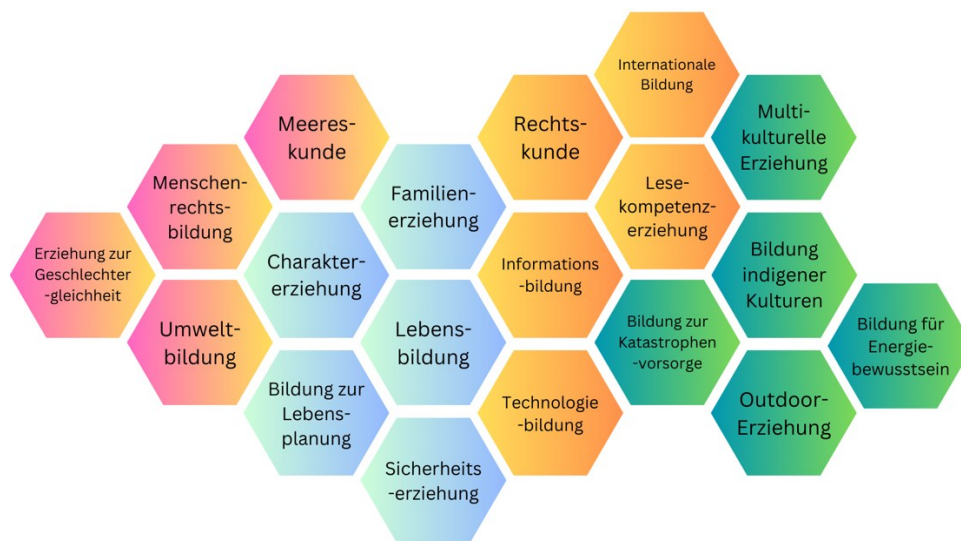 Internationale
Bildung
Meeres-
kunde
Rechts-
kunde
Multi-
kulturelle
Erziehung
Menschen-
rechts-
bildung
Familien-
erziehung
Lese-
kompetenz-
erziehung
Erziehung zur
Geschlechter
-gleichheit
Charakter-
erziehung
Informations
-bildung
Bildung
indigener
Kulturen
Umwelt-
bildung
Lebens-
bildung
Bildung zur
Katastrophen
-vorsorge
Bildung für
Energie-
bewusstsein
Bildung zur
Lebens-
planung
Technologie
-bildung
Outdoor-
Erziehung
Sicherheits
-erziehung